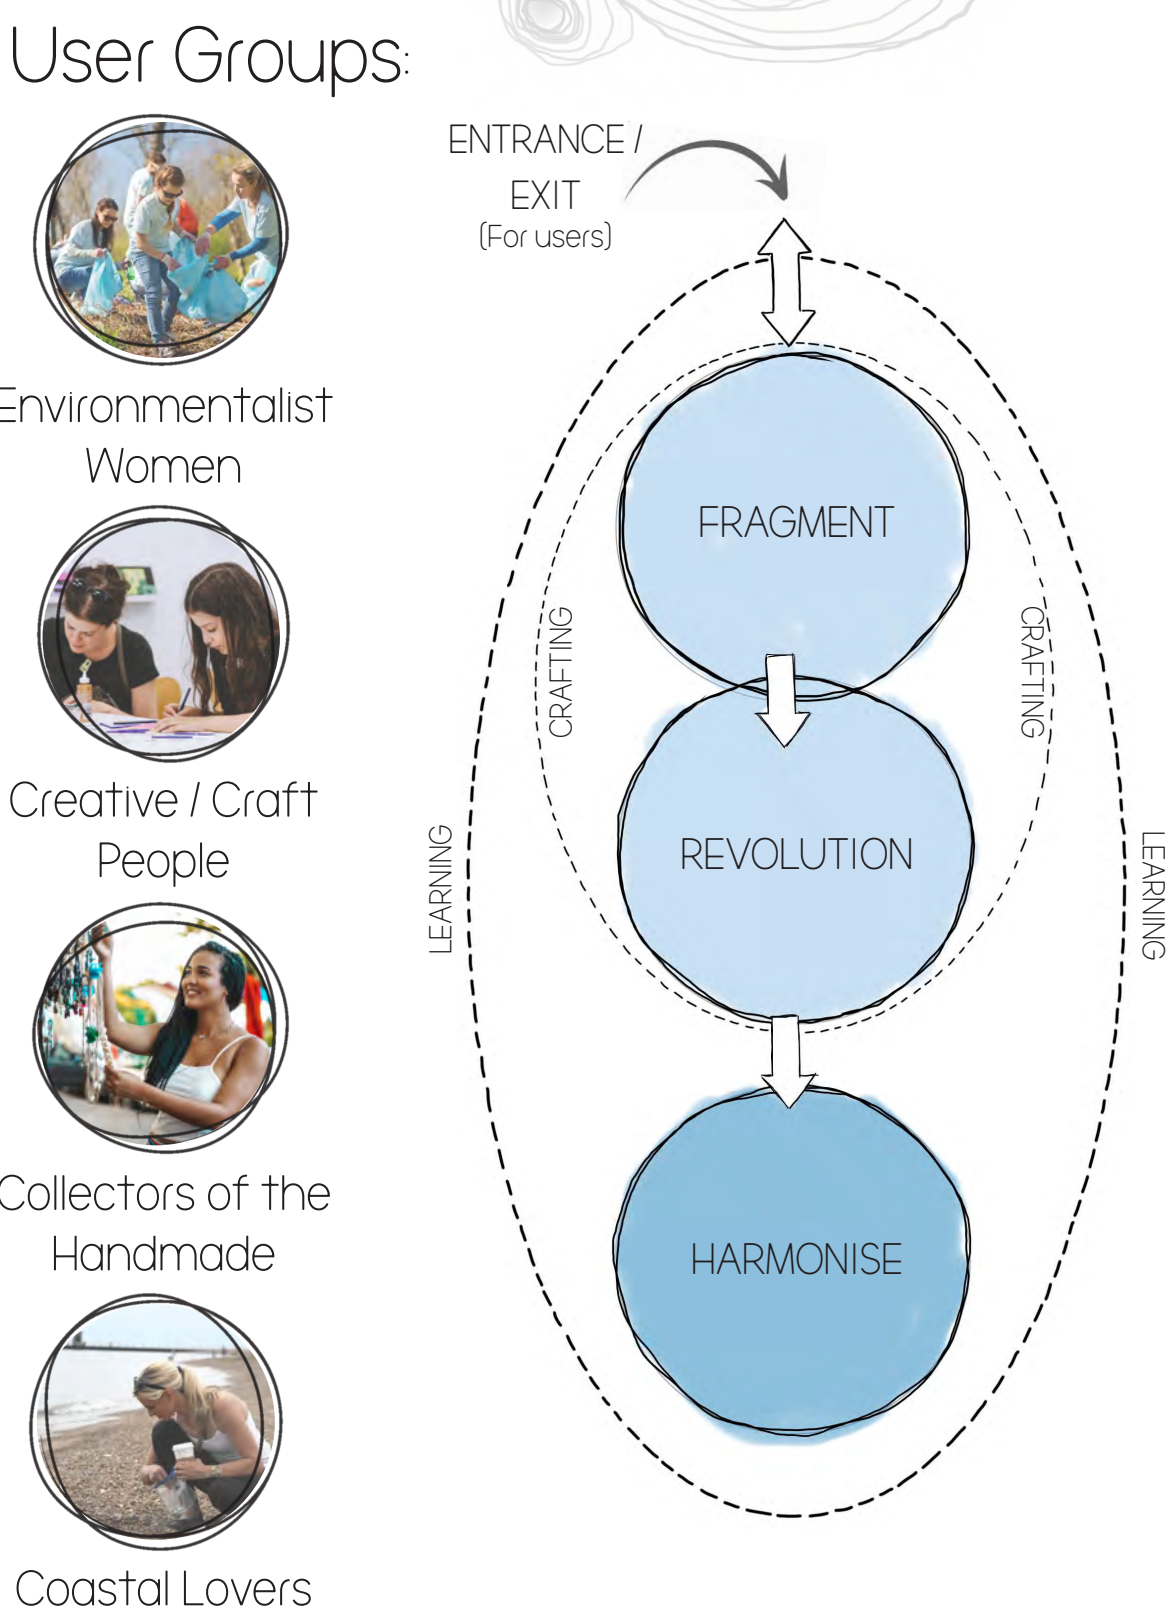 User Groups:
Environmentalist
Women
Creative / Craft
People
Collectors of the
Handmade
Coastal Lovers
ENTRANCE /
EXIT
(For users)
FRAGMENT
CRAFTING
CRAFTING
REVOLUTION
LEARNING
LEARNING
HARMONISE